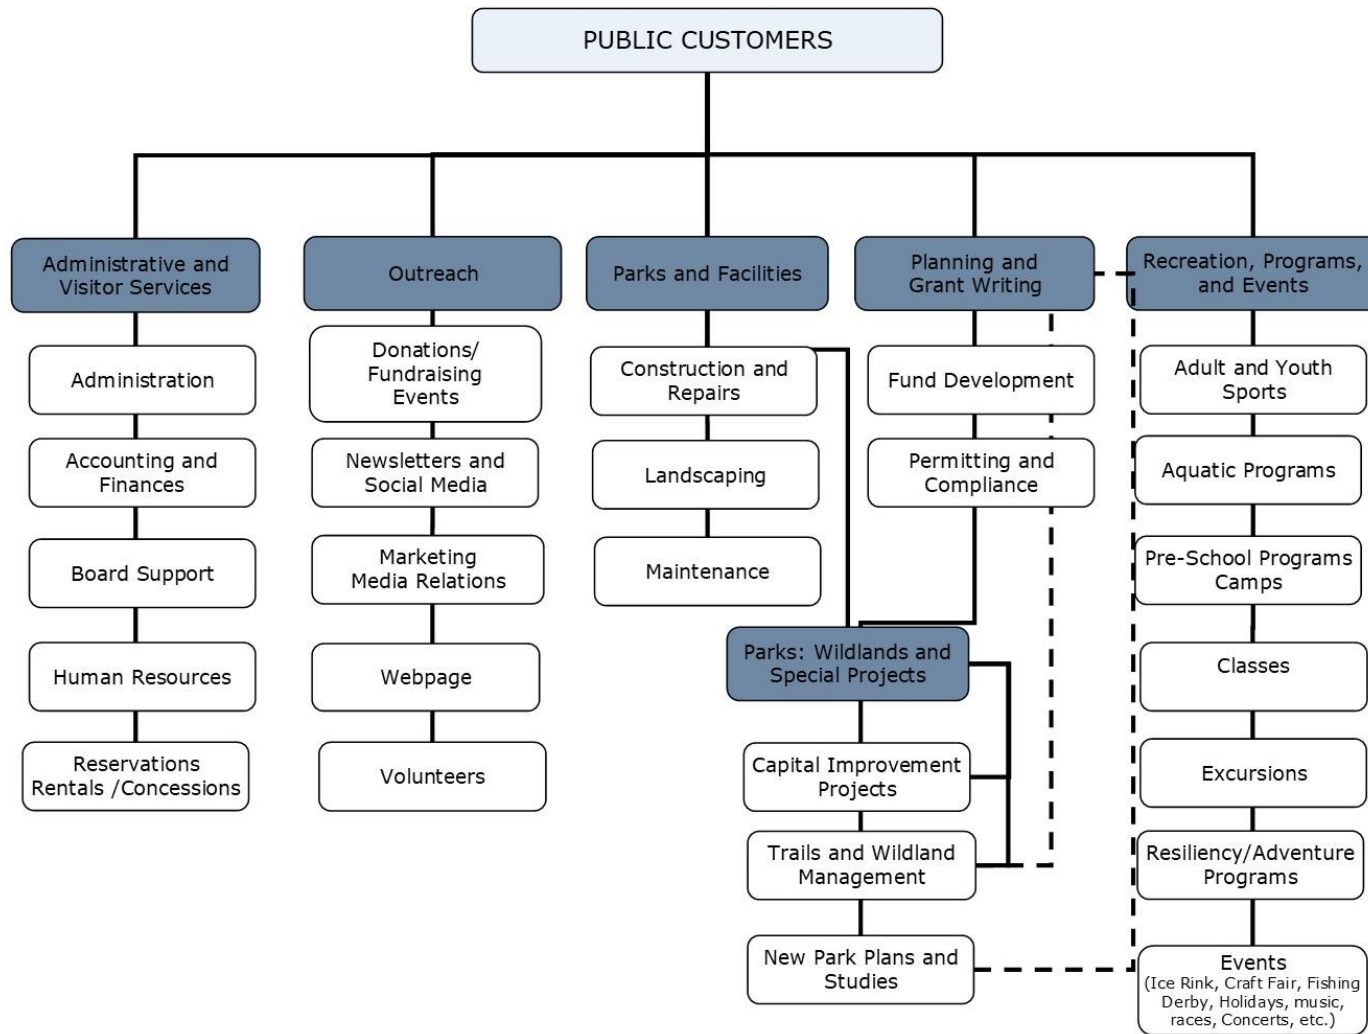 PUBLIC CUSTOMERS
Administrative and
Visitor Services
Administration
Accounting and
Finances
Board Support
Human Resources
Reservations
Rentals /Concessions
Outreach
Donations/
Fundraising
Events
Newsletters and
Social Media
Marketing
Media Relations
Webpage
Volunteers
Parks and Facilities
Construction and
Repairs
Landscaping
Maintenance
Planning and
Grant Writing
Fund Development
Permitting and
Compliance
Parks: Wildlands and
Special Projects
Capital Improvement
Projects
Trails and Wildland
Management
New Park Plans and
Studies
Recreation, Programs,
and Events
Adult and Youth
Sports
Aquatic Programs
Pre-School Programs
Camps
Classes
Excursions
Resiliency/Adventure
Programs
Events
(Ice Rink, Craft Fair, Fishing
Derby, Holidays, music,
races, Concerts, etc.)